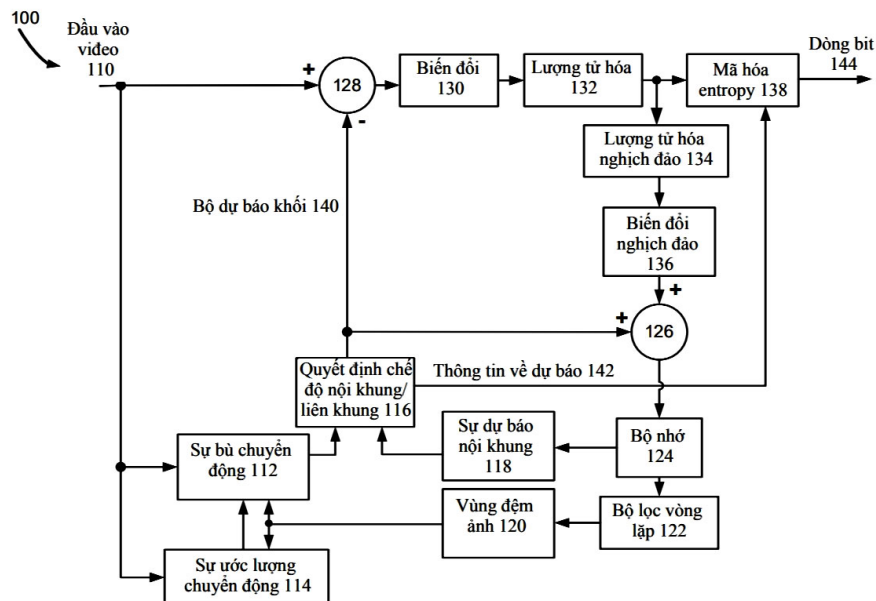 100
Đầu vào
video
110
+
128
-
Biến đổi
130
Lượng tử hóa
132
Mã hóa
entropy 138
Dòng bit
144
Lượng tử hóa
nghịch đảo 134
Bộ dự báo khối 140
Biến đổi
nghịch đảo
136
+
+
126
Quyết định chế
độ nội khung/
liên khung 116
Thông tin về dự báo 142
Sự dự báo
nội khung
118
Bộ nhớ
124
Sự bù chuyển
động 112
Vùng đệm
ảnh 120
Bộ lọc vòng
lặp 122
Sự ước lượng
chuyển động 114